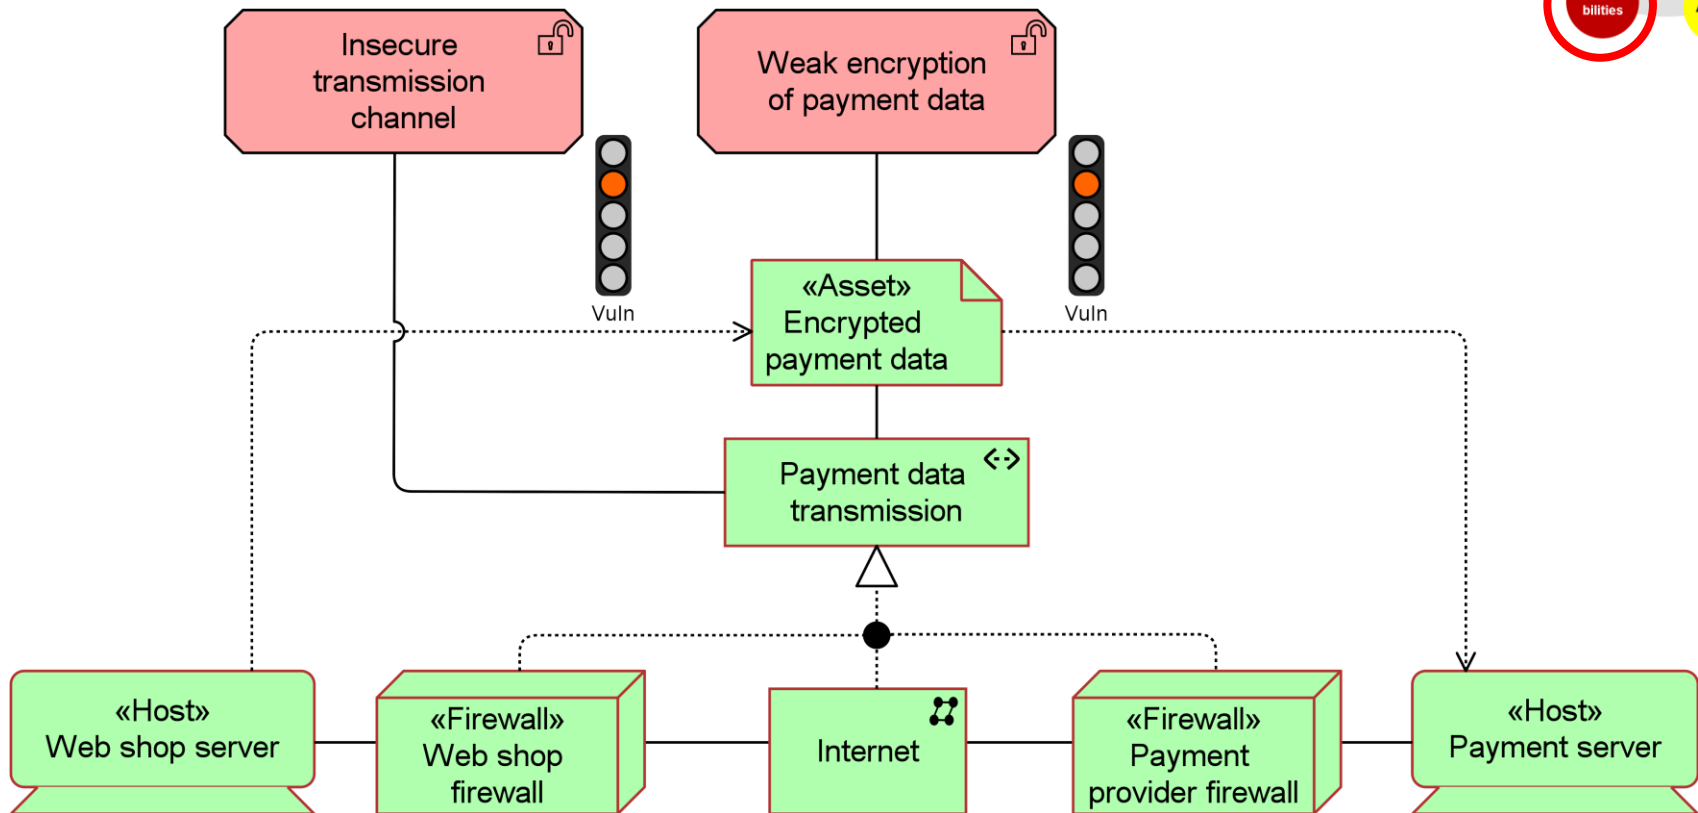 bilities
Insecure
transmission
channel
Weak encryption
of payment data
Vuln
Vuln
«Asset»
Encrypted
payment data
Payment data
transmission
«Host»
Web shop server
«Firewall»
Web shop
firewall
Internet
«Firewall»
Payment
provider firewall
«Host»
Payment server